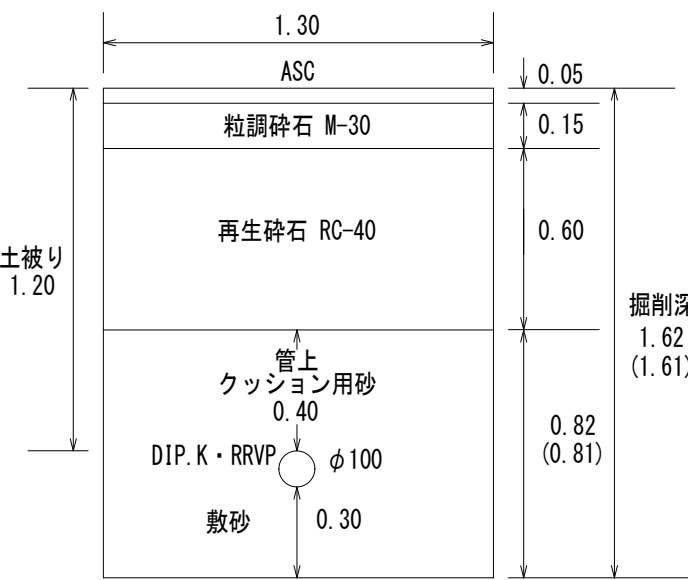 1.30
ASC
0.05
粒調砕石 M-30
0.15
再生砕石 RC-40
0.60
土被り
1.20
掘削深
1.62
(1.61)
管上
クッション用砂
0.40
0.82
(0.81)
DIP.K・RRVP
φ100
敷砂
0.30